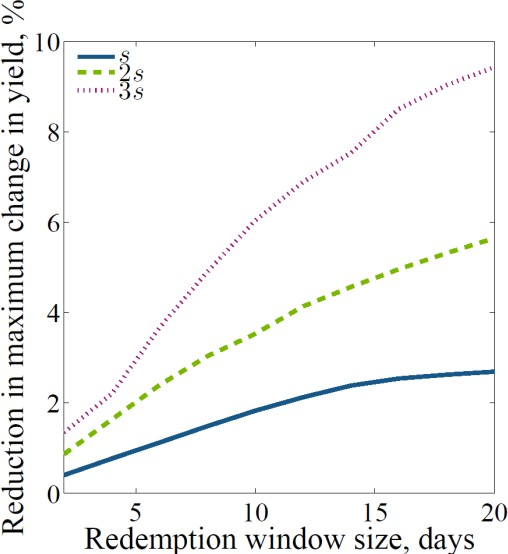 Reduction in maximum change in yield, %
10
8
6
4
2
0
s
2s
3s
5
10
15
20
Redemption window size, days